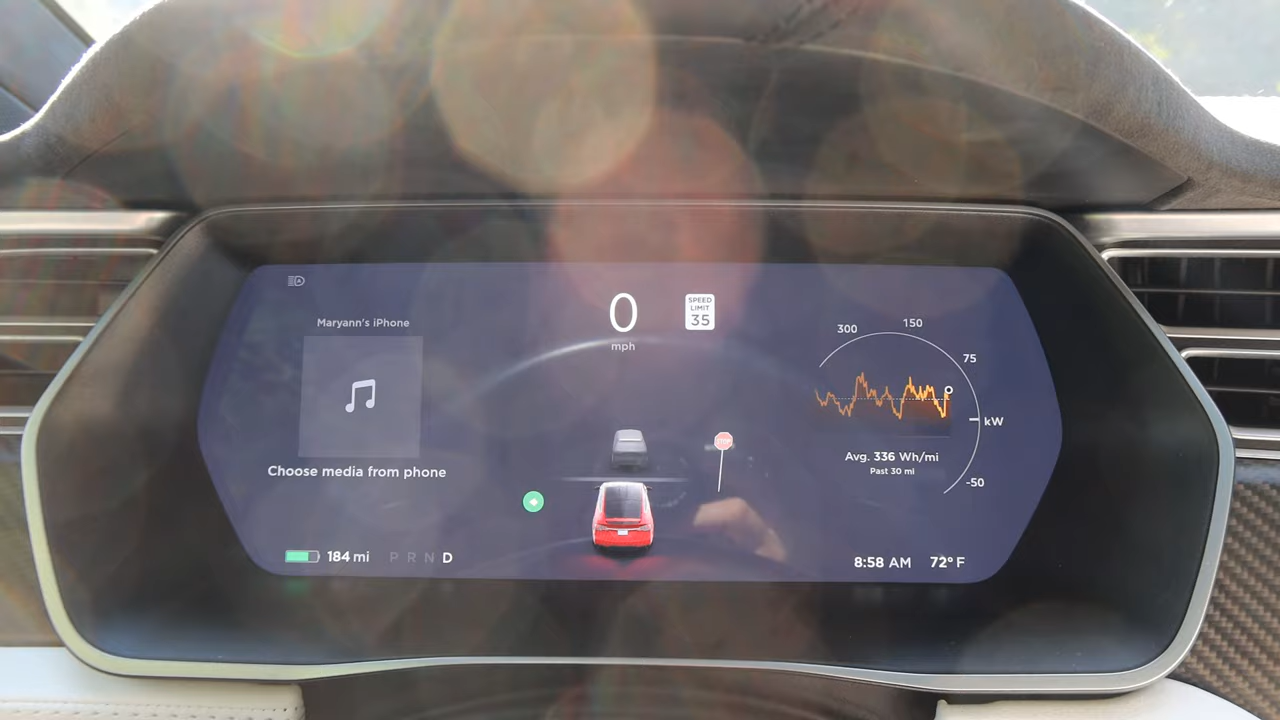 Maryann's iPhone
Choose media from phone
184 mi
P R N D
0
mph
SPEED
LIMIT
35
STOP
300
150
75
kW
-50
Avg. 336 Wh/mi
Past 30 mi
8:58 AM
72° F